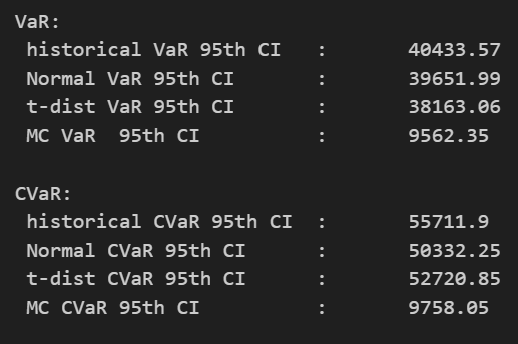 VaR:
historical VaR 95th CI : 40433.57
Normal VaR 95th CI : 39651.99
t-dist VaR 95th CI : 38163.06
MC VaR  95th CI : 9562.35

CVaR:
historical CVaR 95th CI : 55711.9
Normal CVaR 95th CI : 50332.25
t-dist CVaR 95th CI : 52720.85
MC CVaR 95th CI : 9758.05